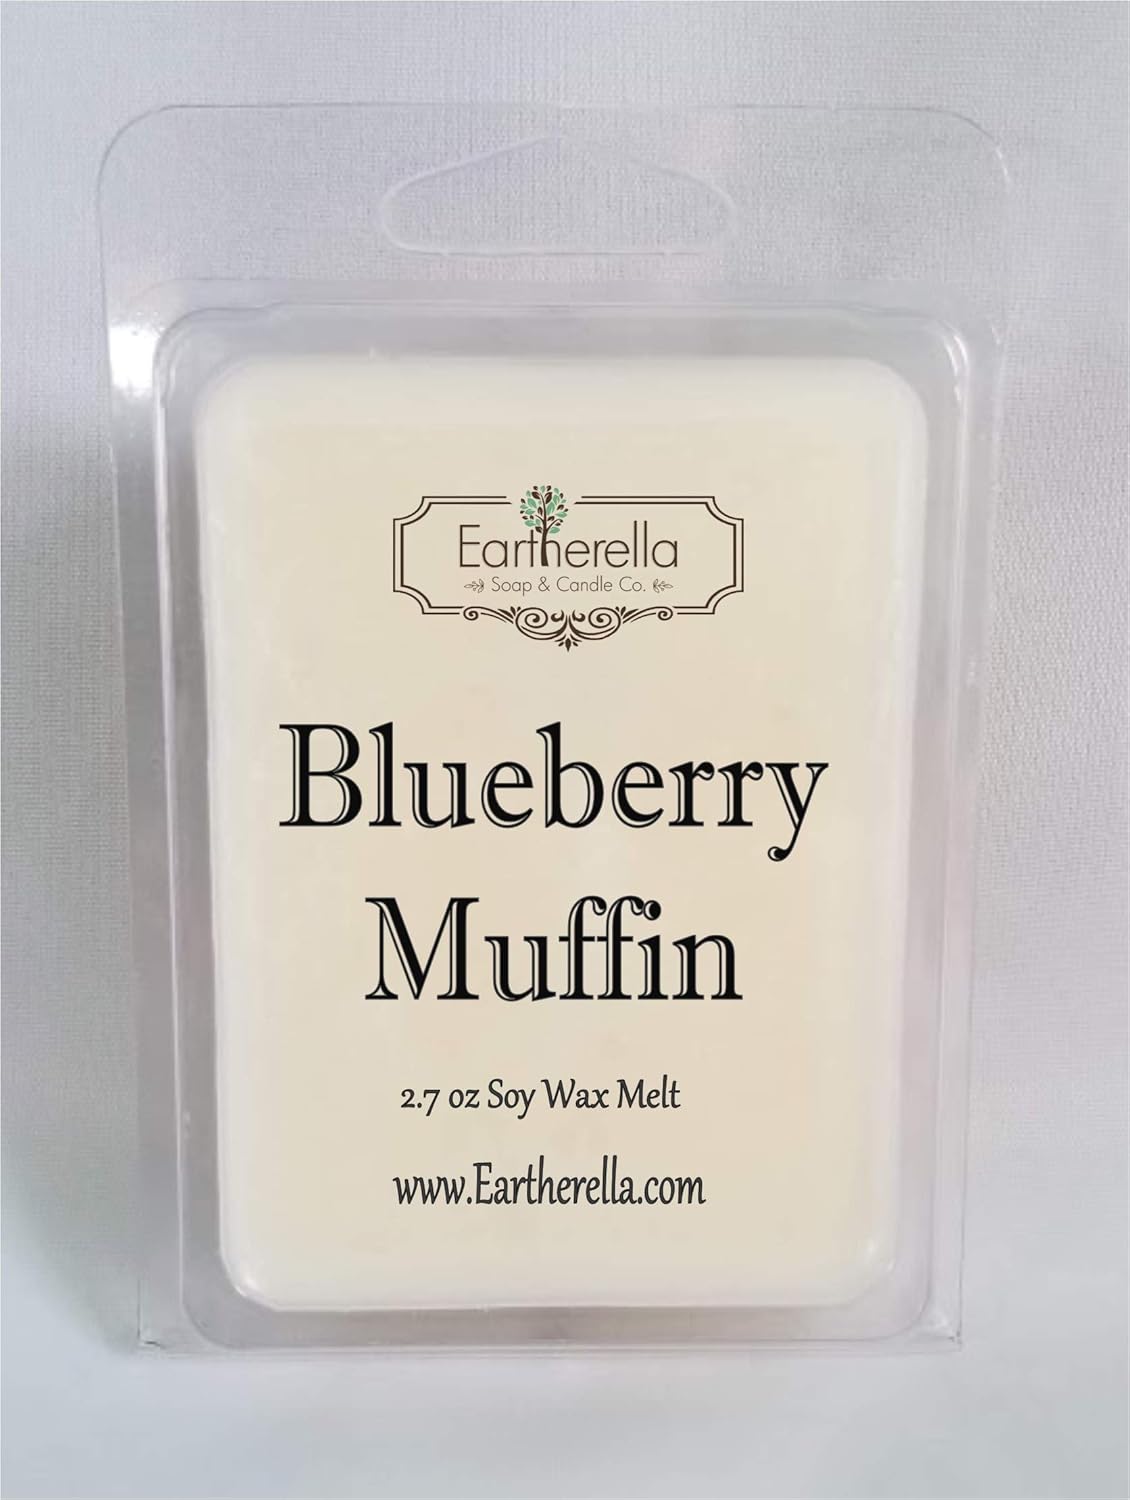 Eartherella
Soap & Candle Co.
Blueberry
Muffin
2.7 oz Soy Wax Melt
www.Eartherella.com